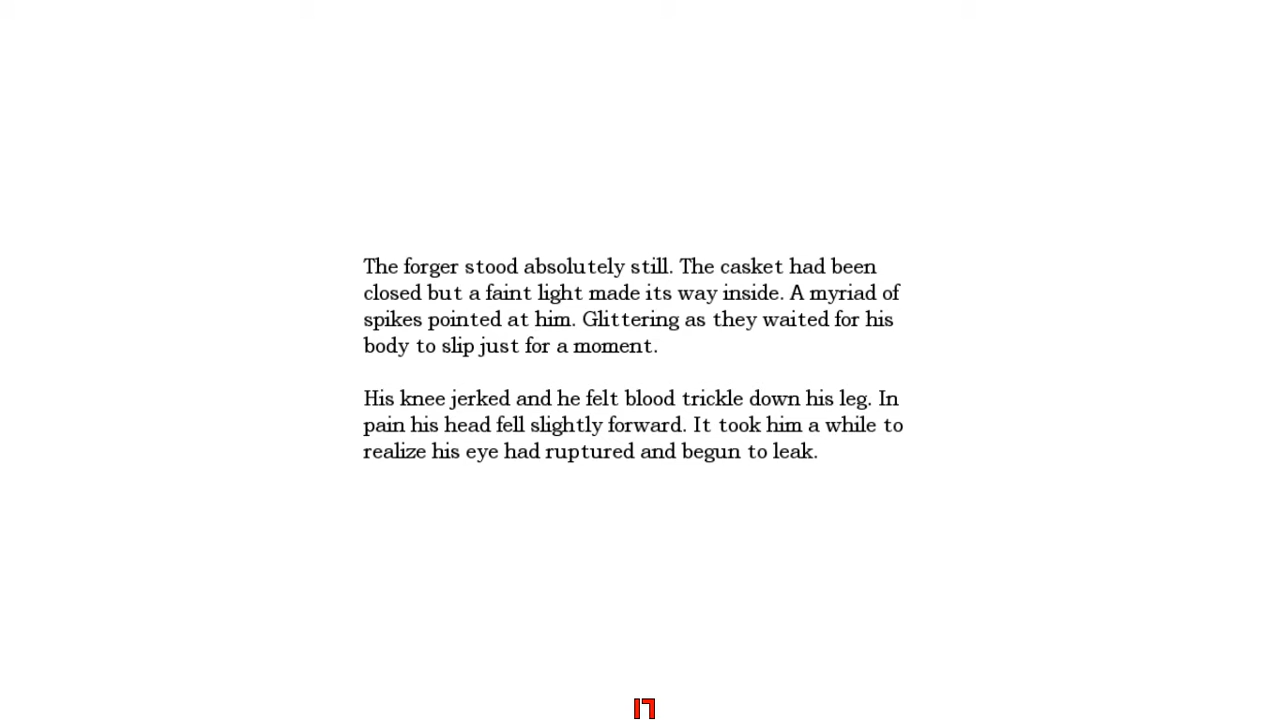 The forger stood absolutely still. The casket had been
closed but a faint light made its way inside. A myriad of
spikes pointed at him. Glittering as they waited for his
body to slip just for a moment.
His knee jerked and he felt blood trickle down his leg. In
pain his head fell slightly forward. It took him a while to
realize his eye had ruptured and begun to leak.
17